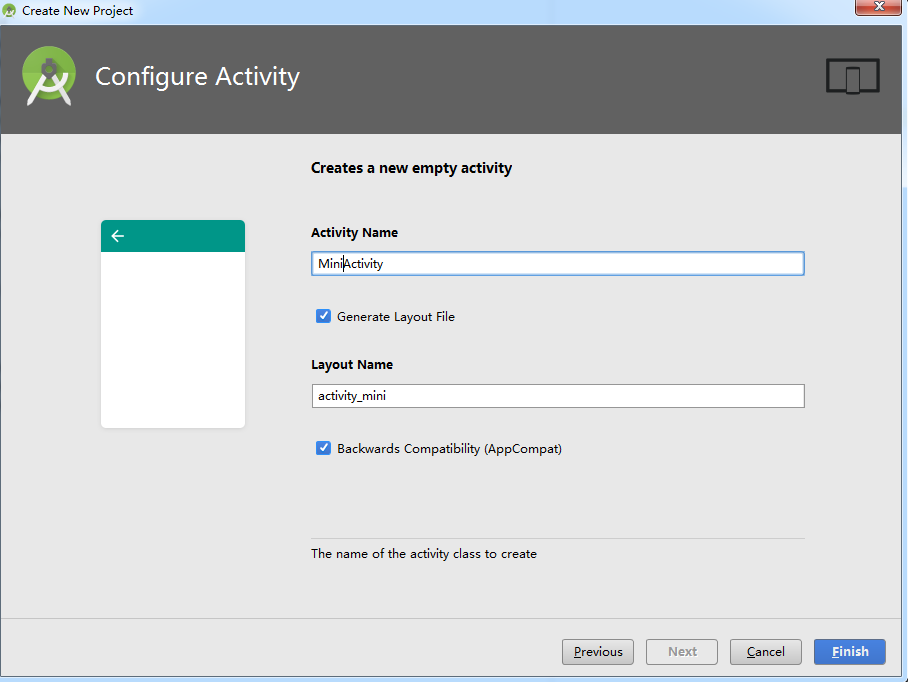 Create New Project
Configure Activity
Creates a new empty activity
Activity Name
MiniActivity
Generate Layout File
Layout Name
activity_mini
Backwards Compatibility (AppCompat)
The name of the activity class to create
Previous Next Cancel Finish